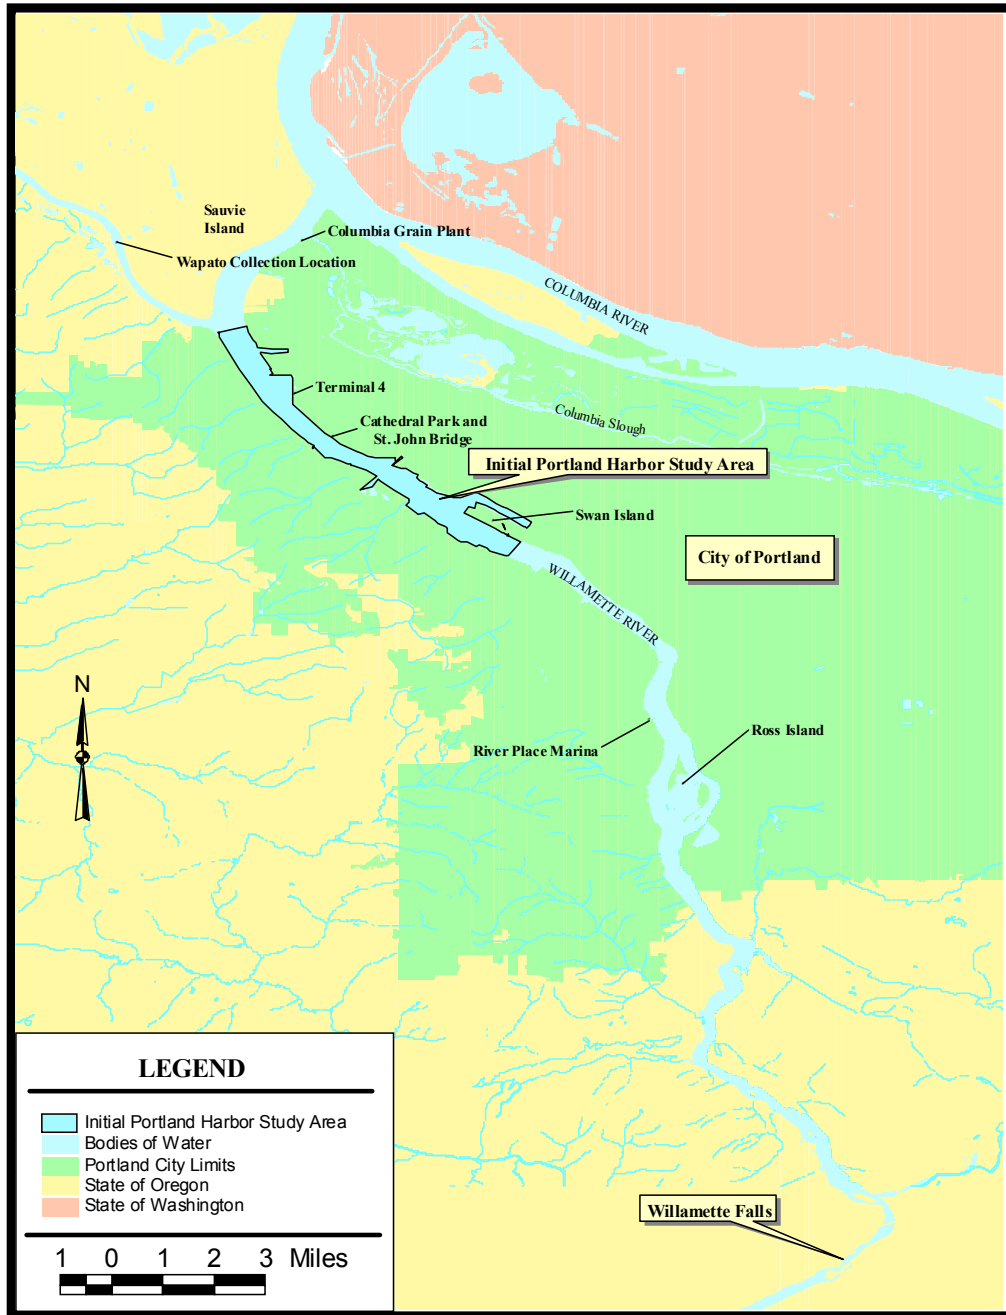 Sauvie
Island
Columbia Grain Plant
Wapato Collection Location
COLUMBIA RIVER
Terminal 4
Columbia Slough
Cathedral Park and
St. John Bridge
Initial Portland Harbor Study Area
Swan Island
City of Portland
WILLAMETTE RIVER
N
Ross Island
River Place Marina
LEGEND
Initial Portland Harbor Study Area
Bodies of Water
Portland City Limits
State of Oregon
State of Washington
Willamette Falls
1 0 1 2 3 Miles